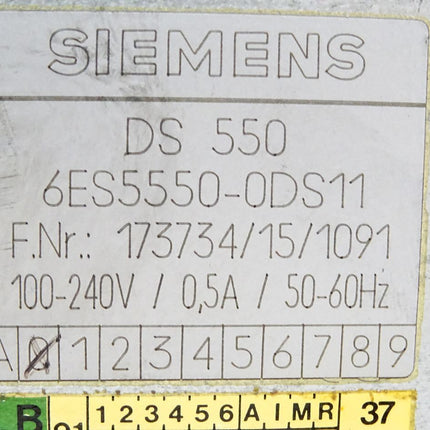 SIEMENS
DS 550
6ES5550-0DS11
F.Nr.: 173734/15/1091
100-240V / 0,5A / 50-60Hz
A 0 1 2 3 4 5 6 7 8 9
B 01 1 2 3 4 5 6 A I M R 37